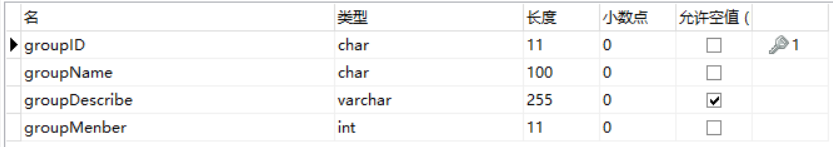 名 类型 长度 小数点 允许空值 (
groupID char 11 0 1
groupName char 100 0
groupDescribe varchar 255 0
groupMenber int 11 0